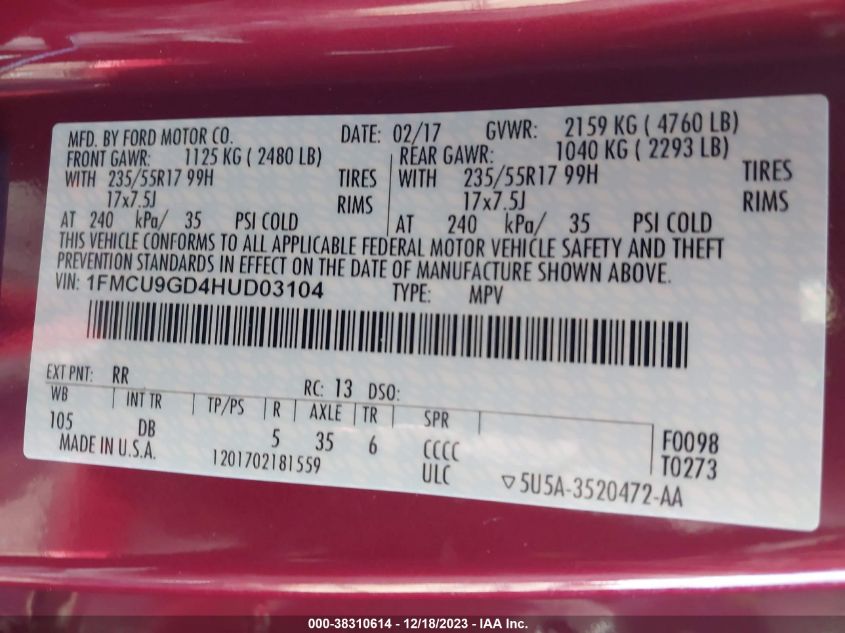 MFD. BY FORD MOTOR CO. DATE: 02/17 GVWR: 2159 KG ( 4760 LB)
FRONT GAWR: 1125 KG ( 2480 LB) REAR GAWR: 1040 KG ( 2293 LB)
WITH 235/55R17 99H TIRES WITH 235/55R17 99H TIRES
17x7.5J RIMS 17x7.5J RIMS
AT 240 kPa/ 35 PSI COLD AT 240 kPa/ 35 PSI COLD
THIS VEHICLE CONFORMS TO ALL APPLICABLE FEDERAL MOTOR VEHICLE SAFETY AND THEFT
PREVENTION STANDARDS IN EFFECT ON THE DATE OF MANUFACTURE SHOWN ABOVE.
VIN: 1FMCU9GD4HUD03104 TYPE: MPV
EXT PNT: RR RC: 13 DSO:
WB INT TR TP/PS R AXLE TR SPR
105 DB 5 35 6 CCCC F0098
MADE IN U.S.A. 1201702181559 ULC ▽5U5A-3520472-AA T0273
000-38310614 - 12/18/2023 - IAA Inc.